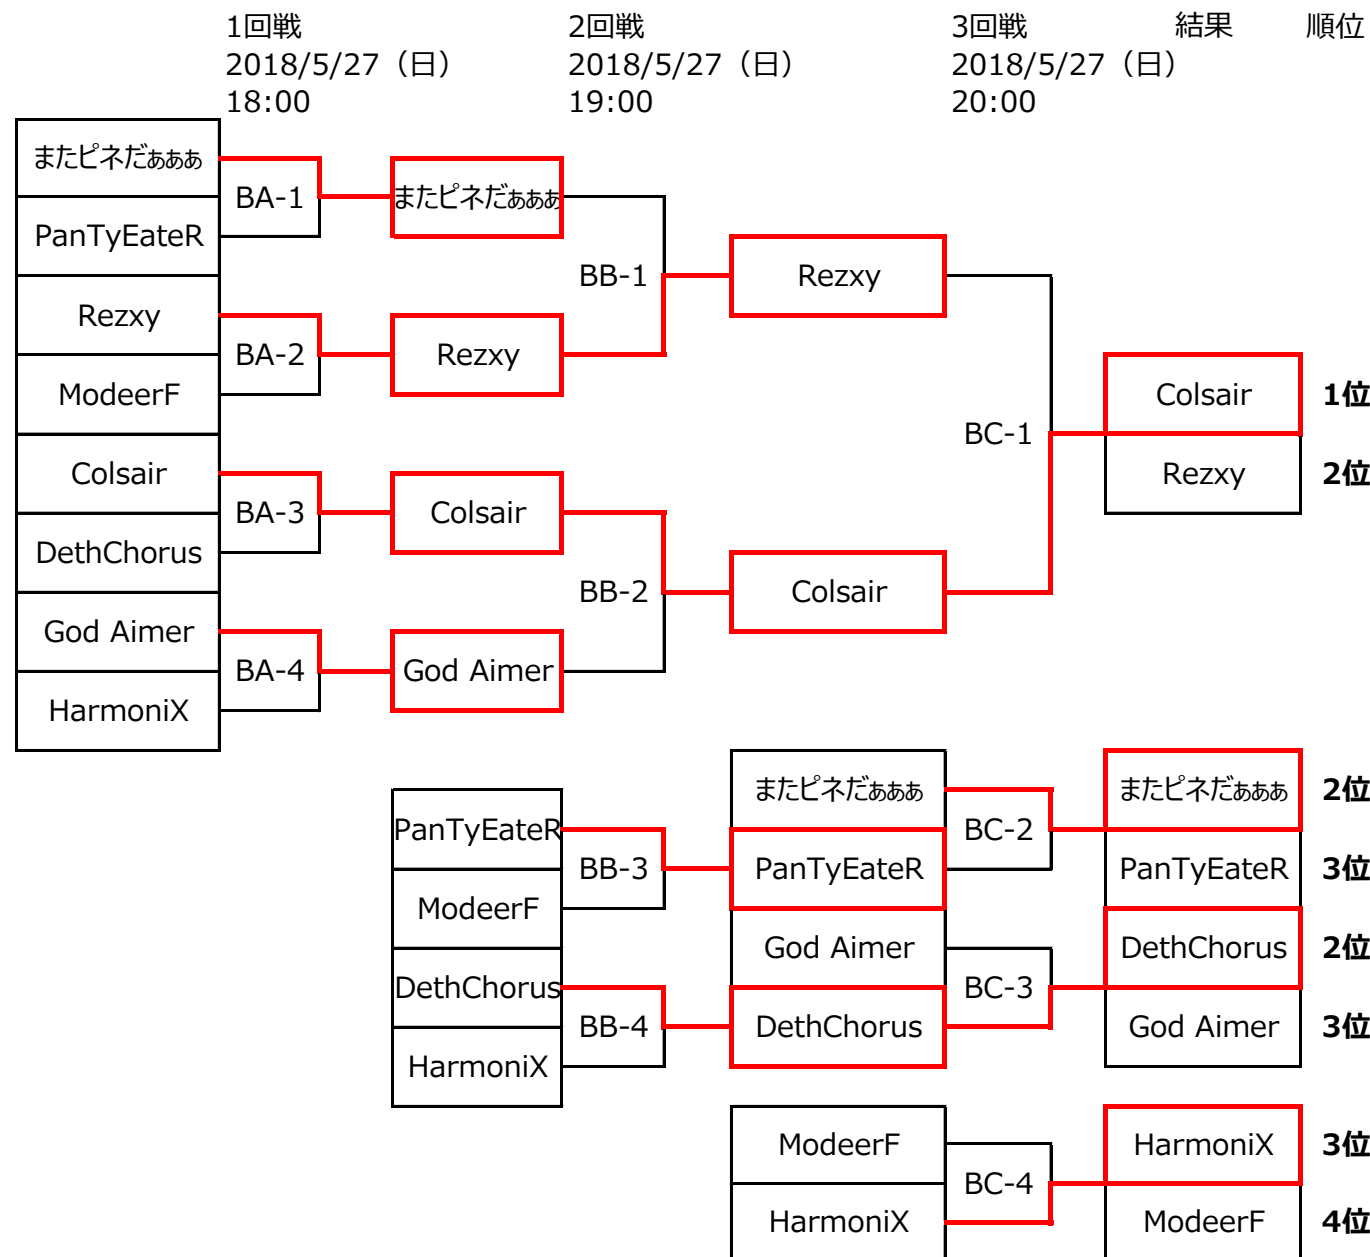 1回戦
2018/5/27（日）
18:00
2回戦
2018/5/27（日）
19:00
3回戦
2018/5/27（日）
20:00
結果
順位
またピネだぁぁぁ
PanTyEateR
Rezxy
ModeerF
Colsair
DethChorus
God Aimer
HarmoniX
BA-1
BA-2
BA-3
BA-4
またピネだぁぁぁ
Rezxy
Colsair
God Aimer
BB-1
BB-2
Rezxy
Colsair
BC-1
Colsair 1位
Rezxy 2位
PanTyEateR
ModeerF
DethChorus
HarmoniX
BB-3
BB-4
またピネだぁぁぁ
PanTyEateR
God Aimer
DethChorus
BC-2
BC-3
またピネだぁぁぁ 2位
PanTyEateR 3位
DethChorus 2位
God Aimer 3位
ModeerF
HarmoniX
BC-4
HarmoniX 3位
ModeerF 4位